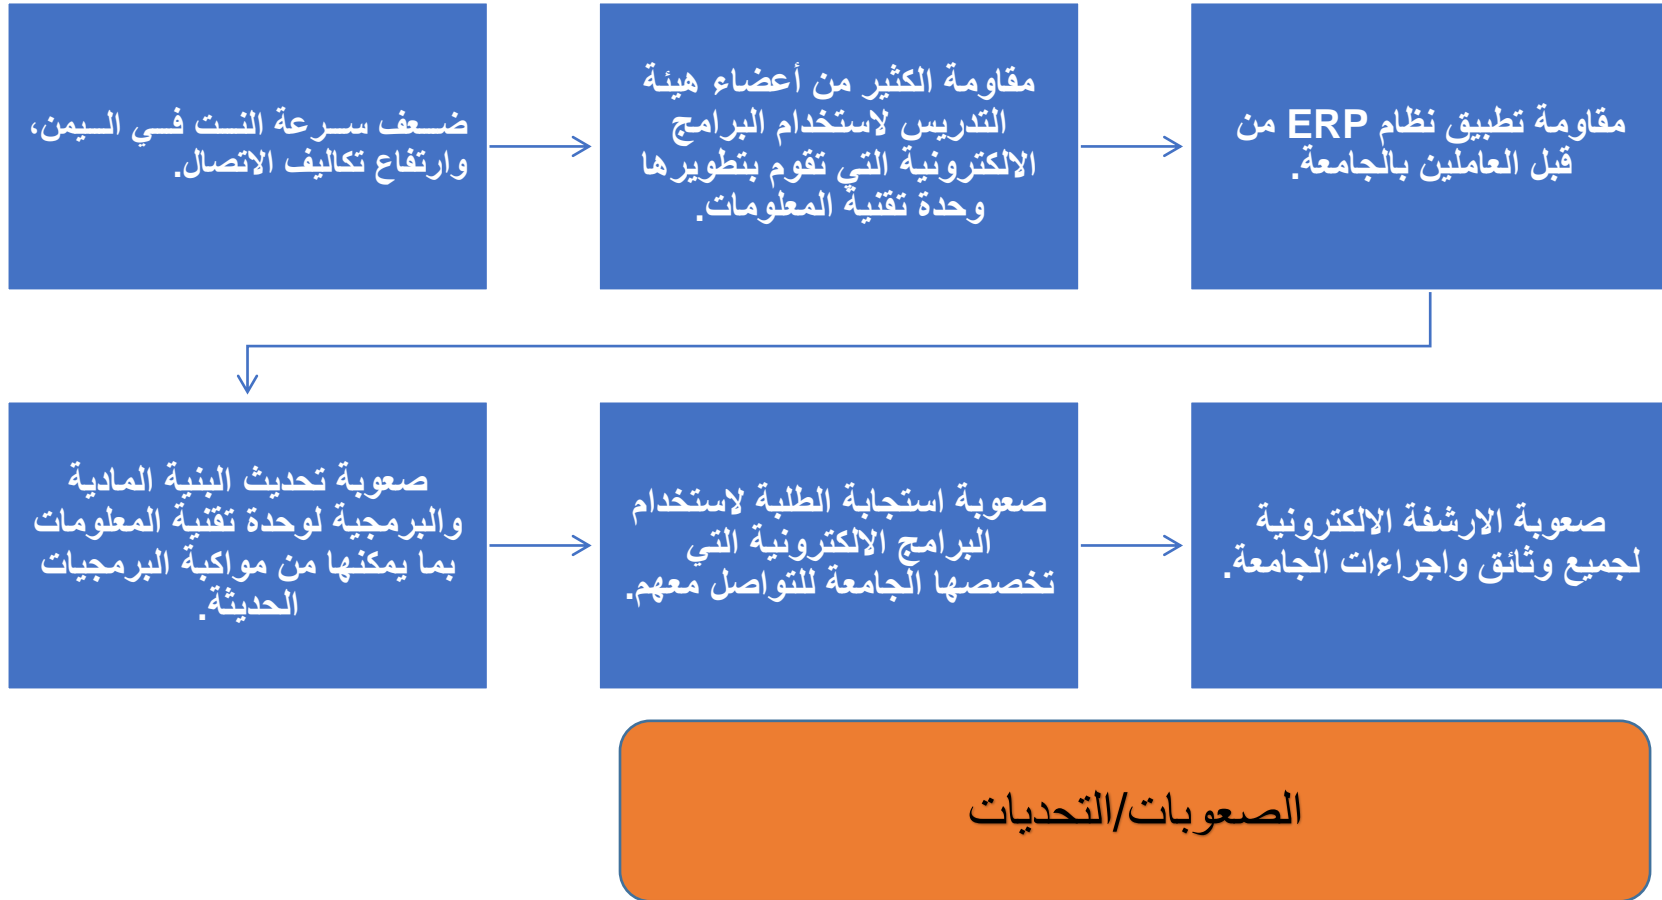 ضعف سرعة النت في اليمن،
وارتفاع تكاليف الاتصال.
مقاومة الكثير من أعضاء هيئة
التدريس لاستخدام البرامج
الالكترونية التي تقوم بتطويرها
وحدة تقنية المعلومات.
مقاومة تطبيق نظام ERP من
قبل العاملين بالجامعة.
صعوبة تحديث البنية المادية
والبرمجية لوحدة تقنية المعلومات
بما يمكنها من مواكبة البرمجيات
الحديثة.
صعوبة استجابة الطلبة لاستخدام
البرامج الالكترونية التي
تخصصها الجامعة للتواصل معهم.
صعوبة الارشفة الالكترونية
لجميع وثائق واجراءات الجامعة.
الصعوبات/التحديات